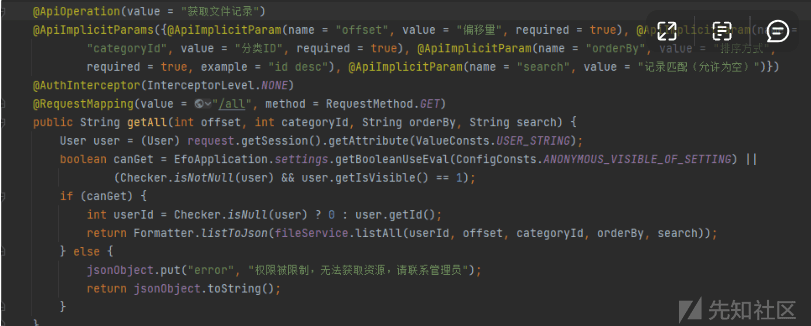 @ApiOperation(value = "获取文件记录")
@ApiImplicitParams({@ApiImplicitParam(name = "offset", value = "偏移量", required = true), @ApiImplicitParam(name =
"categoryId", value = "分类ID", required = true), @ApiImplicitParam(name = "orderBy", value = "排序方式",
required = true, example = "id desc"), @ApiImplicitParam(name = "search", value = "记录匹配（允许为空）")})
@AuthInterceptor(InterceptorLevel.NONE)
@RequestMapping(value = "/all", method = RequestMethod.GET)
public String getAll(int offset, int categoryId, String orderBy, String search) {
User user = (User) request.getSession().getAttribute(ValueConsts.USER_STRING);
boolean canGet = EfoApplication.settings.getBooleanUseEval(ConfigConsts.ANONYMOUS_VISIBLE_OF_SETTING) ||
(Checker.isNotNull(user) && user.getIsVisible() == 1);
if (canGet) {
int userId = Checker.isNull(user) ? 0 : user.getId();
return Formatter.listToJson(fileService.listAll(userId, offset, categoryId, orderBy, search));
} else {
jsonObject.put("error", "权限被限制，无法获取资源，请联系管理员");
return jsonObject.toString();
}
}
先知社区